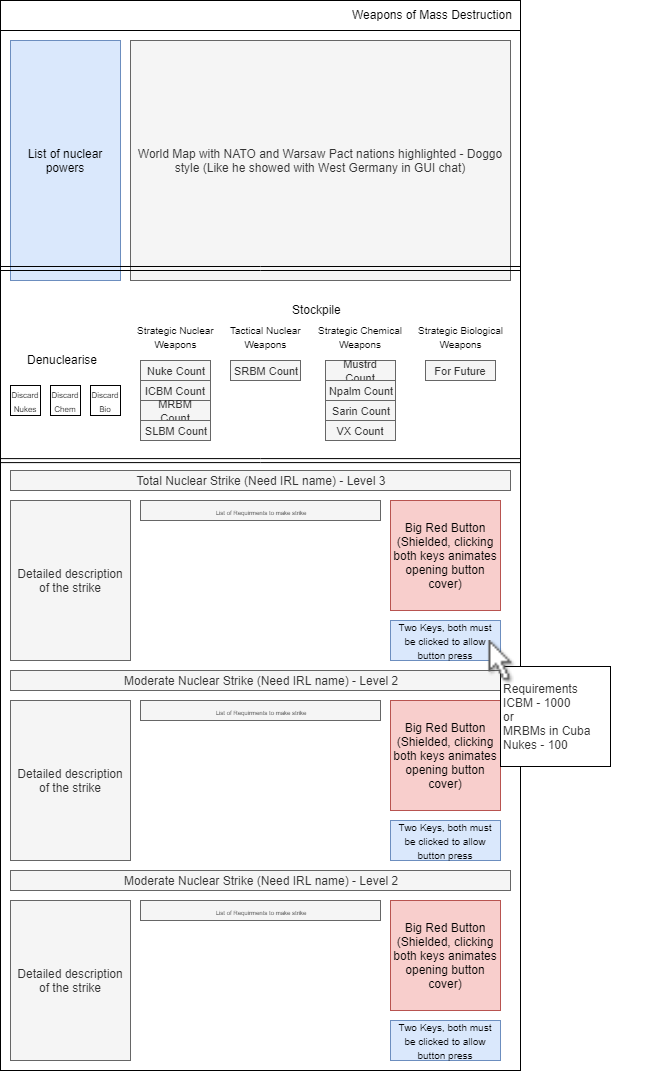 Weapons of Mass Destruction
List of nuclear
powers
World Map with NATO and Warsaw Pact nations highlighted - Doggo
style (Like he showed with West Germany in GUI chat)
Stockpile
Denuclearise
Discard
Nukes
Discard
Chem
Discard
Bio
Strategic Nuclear
Weapons
Nuke Count
ICBM Count
MRBM
Count
SLBM Count
Tactical Nuclear
Weapons
SRBM Count
Strategic Chemical
Weapons
Mustrd
Count
Npalm Count
Sarin Count
VX Count
Strategic Biological
Weapons
For Future
Total Nuclear Strike (Need IRL name) - Level 3
Detailed description
of the strike
List of Requirments to make strike
Big Red Button
(Shielded, clicking
both keys animates
opening button
cover)
Two Keys, both must
be clicked to allow
button press
Requirements
ICBM - 1000
or
MRBMs in Cuba
Nukes - 100
Moderate Nuclear Strike (Need IRL name) - Level 2
Detailed description
of the strike
List of Requirments to make strike
Big Red Button
(Shielded, clicking
both keys animates
opening button
cover)
Two Keys, both must
be clicked to allow
button press
Moderate Nuclear Strike (Need IRL name) - Level 2
Detailed description
of the strike
List of Requirments to make strike
Big Red Button
(Shielded, clicking
both keys animates
opening button
cover)
Two Keys, both must
be clicked to allow
button press